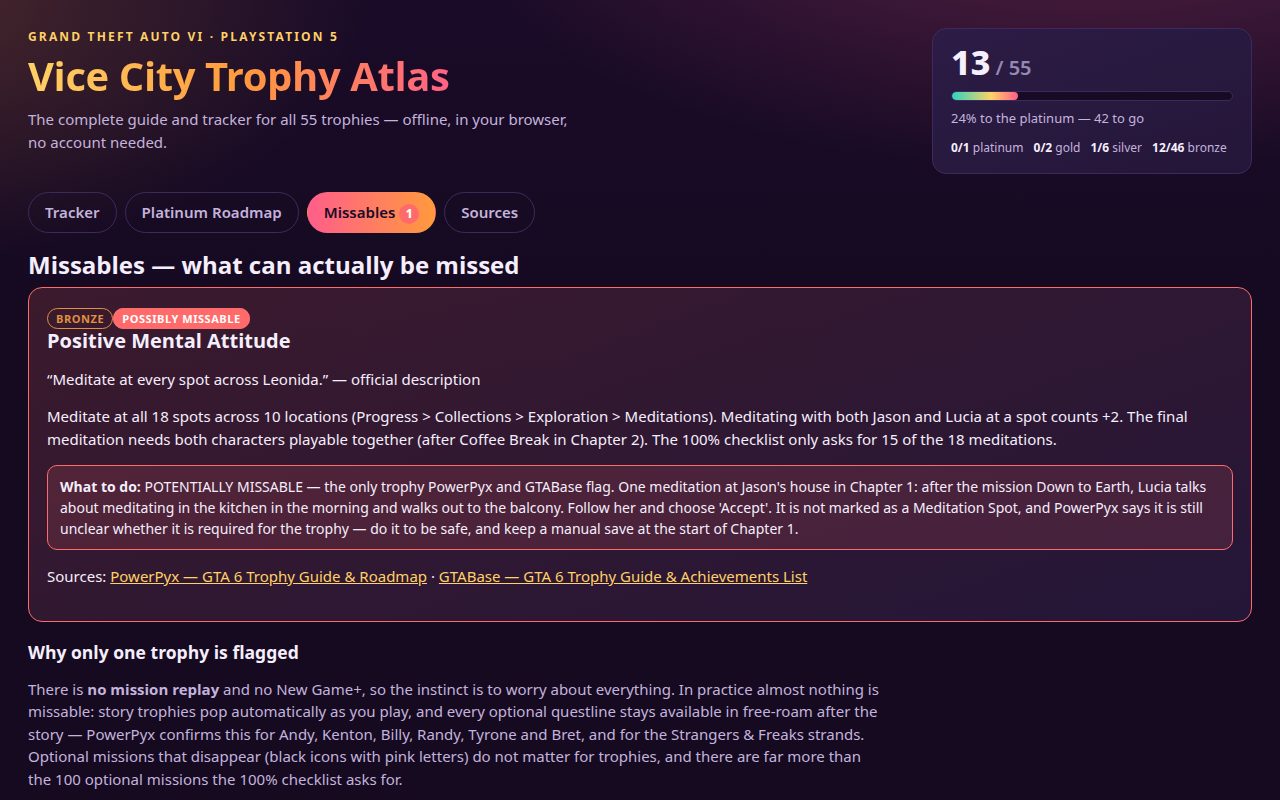 GRAND THEFT AUTO VI · PLAYSTATION 5
Vice City Trophy Atlas
The complete guide and tracker for all 55 trophies — offline, in your browser,
no account needed.
13 / 55
24% to the platinum — 42 to go
0/1 platinum 0/2 gold 1/6 silver 12/46 bronze
Tracker Platinum Roadmap Missables 1 Sources
Missables — what can actually be missed
BRONZE POSSIBLY MISSABLE
Positive Mental Attitude
“Meditate at every spot across Leonida.” — official description
Meditate at all 18 spots across 10 locations (Progress > Collections > Exploration > Meditations). Meditating with both Jason and Lucia at a spot counts +2. The final
meditation needs both characters playable together (after Coffee Break in Chapter 2). The 100% checklist only asks for 15 of the 18 meditations.
What to do: POTENTIALLY MISSABLE — the only trophy PowerPyx and GTABase flag. One meditation at Jason's house in Chapter 1: after the mission Down to Earth, Lucia talks
about meditating in the kitchen in the morning and walks out to the balcony. Follow her and choose 'Accept'. It is not marked as a Meditation Spot, and PowerPyx says it is still
unclear whether it is required for the trophy — do it to be safe, and keep a manual save at the start of Chapter 1.
Sources: PowerPyx — GTA 6 Trophy Guide & Roadmap · GTABase — GTA 6 Trophy Guide & Achievements List
Why only one trophy is flagged
There is no mission replay and no New Game+, so the instinct is to worry about everything. In practice almost nothing is
missable: story trophies pop automatically as you play, and every optional questline stays available in free-roam after the
story — PowerPyx confirms this for Andy, Kenton, Billy, Randy, Tyrone and Bret, and for the Strangers & Freaks strands.
Optional missions that disappear (black icons with pink letters) do not matter for trophies, and there are far more than
the 100 optional missions the 100% checklist asks for.